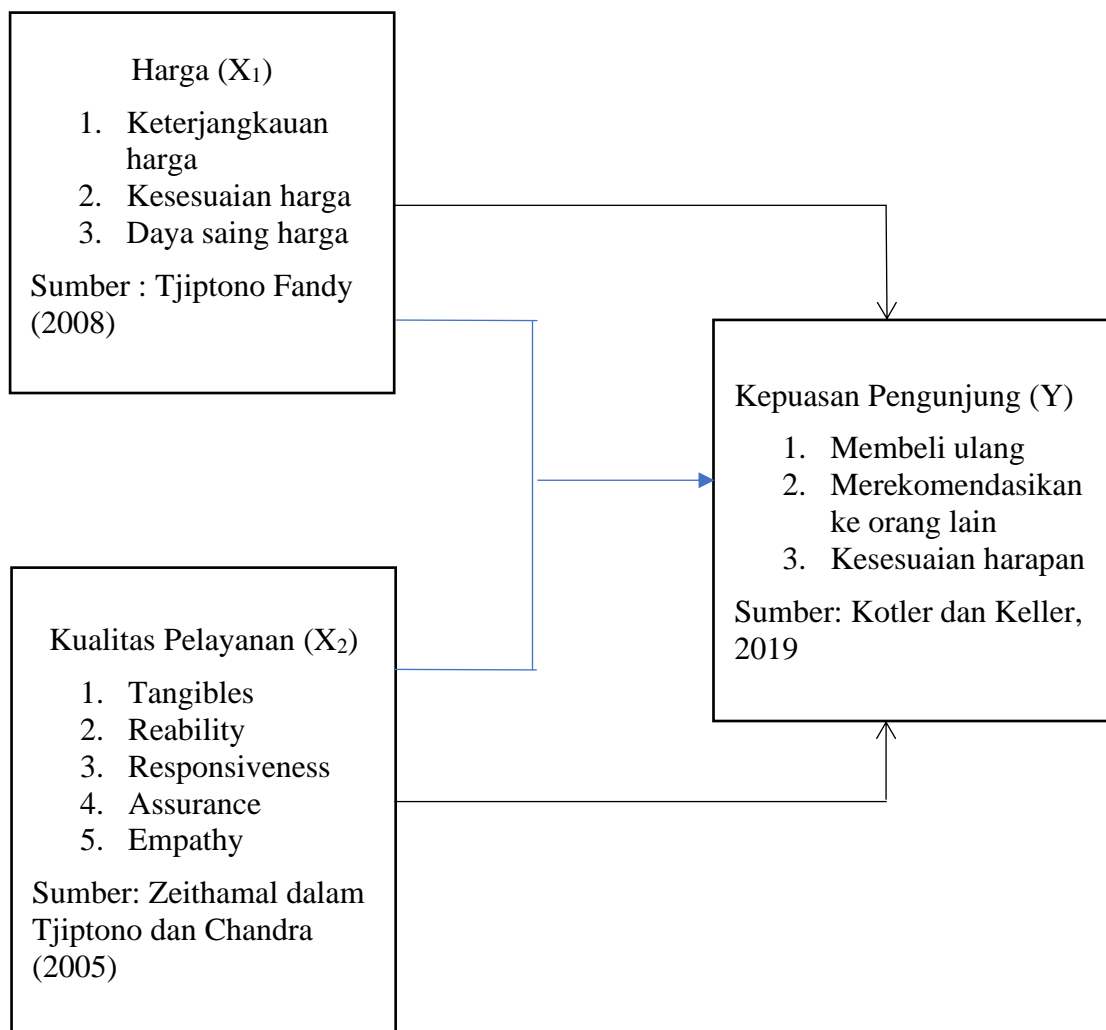 Harga (X₁)
1. Keterjangkauan
harga
2. Kesesuaian harga
3. Daya saing harga
Sumber : Tjiptono Fandy
(2008)
Kepuasan Pengunjung (Y)
1. Membeli ulang
2. Merekomendasikan
ke orang lain
3. Kesesuaian harapan
Sumber: Kotler dan Keller,
2019
Kualitas Pelayanan (X₂)
1. Tangibles
2. Reability
3. Responsiveness
4. Assurance
5. Empathy
Sumber: Zeithamal dalam
Tjiptono dan Chandra
(2005)